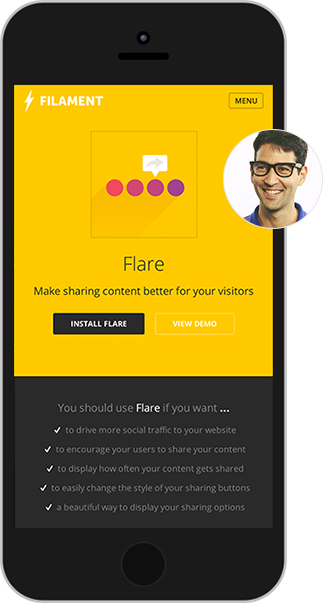 FILAMENT
MENU
Flare
Make sharing content better for your visitors
INSTALL FLARE
VIEW DEMO
You should use Flare if you want ...
to drive more social traffic to your website
to encourage your users to share your content
to display how often your content gets shared
to easily change the style of your sharing buttons
a beautiful way to display your sharing options